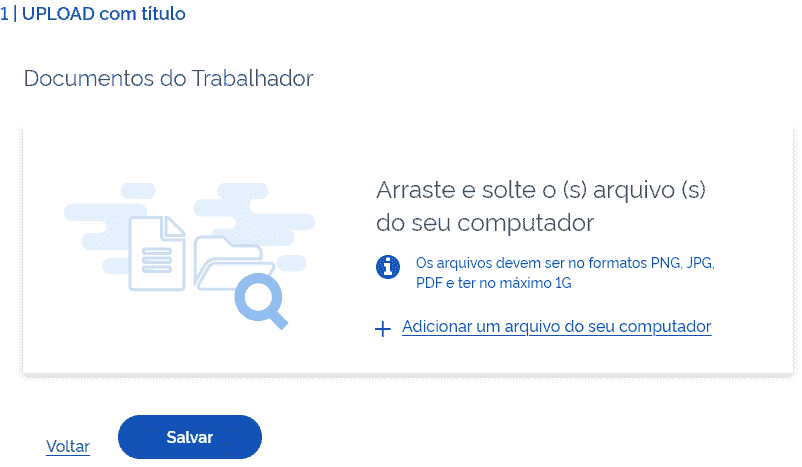 1 | UPLOAD com título
Documentos do Trabalhador
Arraste e solte o (s) arquivo (s)
do seu computador
Os arquivos devem ser no formatos PNG, JPG,
PDF e ter no máximo 1G
+ Adicionar um arquivo do seu computador
Voltar
Salvar